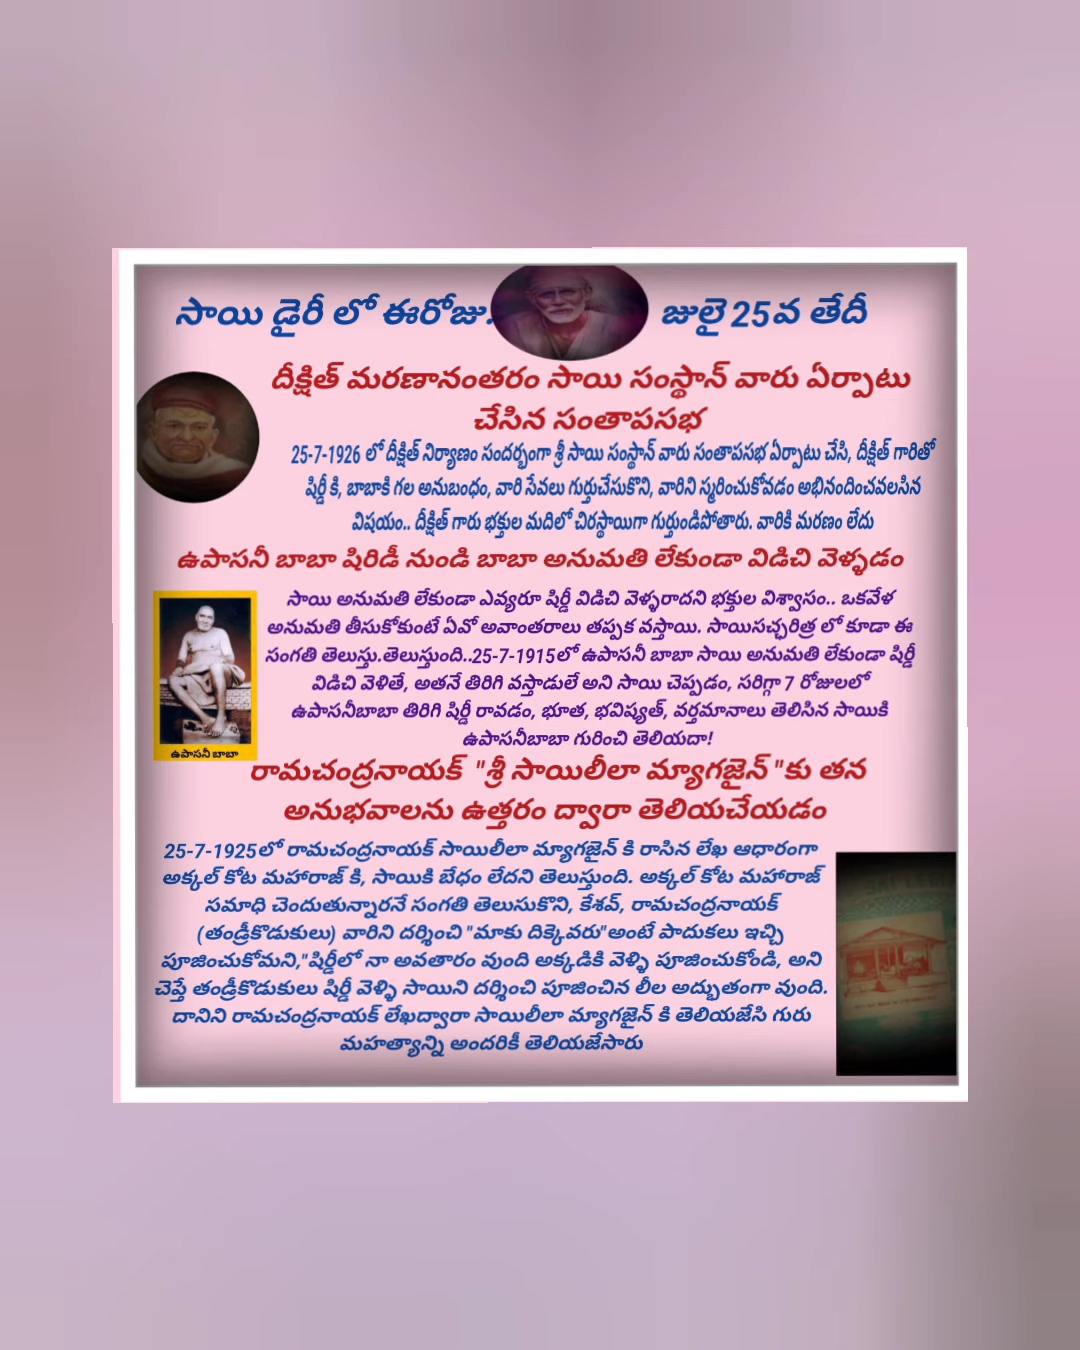 సాయి డైరీ లో ఈరోజు. జులై 25వ తేదీ
దీక్షిత్ మరణానంతరం సాయి సంస్థాన్ వారు ఏర్పాటు
చేసిన సంతాపసభ
25-7-1926 లో దీక్షిత్ నిర్యాణం సందర్భంగా శ్రీ సాయి సంస్థాన్ వారు సంతాపసభ ఏర్పాటు చేసి, దీక్షిత్ గారితో
షిర్డీ కి, బాబాకి గల అనుబంధం, వారి సేవలు గుర్తుచేసుకొని, వారిని స్మరించుకోవడం అభినందించవలసిన
విషయం.. దీక్షిత్ గారు భక్తుల మదిలో చిరస్థాయిగా గుర్తుండిపోతారు. వారికి మరణం లేదు
ఉపాసనీ బాబా షిరిడీ నుండి బాబా అనుమతి లేకుండా విడిచి వెళ్ళడం
సాయి అనుమతి లేకుండా ఎవ్వరూ షిర్డీ విడిచి వెళ్ళరాదని భక్తుల విశ్వాసం.. ఒకవేళ
అనుమతి తీసుకోకుంటే ఏవో అవాంతరాలు తప్పక వస్తాయి. సాయిసచ్ఛరిత్ర లో కూడా ఈ
సంగతి తెలుస్తు.తెలుస్తుంది..25-7-1915లో ఉపాసనీ బాబా సాయి అనుమతి లేకుండా షిర్డీ
విడిచి వెళితే, అతనే తిరిగి వస్తాడులే అని సాయి చెప్పడం, సరిగ్గా 7 రోజులలో
ఉపాసనీబాబా తిరిగి షిర్డీ రావడం, భూత, భవిష్యత్, వర్తమానాలు తెలిసిన సాయికి
ఉపాసనీబాబా గురించి తెలియదా!
ఉపాసనీ బాబా
రామచంద్రనాయక్ "శ్రీ సాయిలీలా మ్యాగజైన్ "కు తన
అనుభవాలను ఉత్తరం ద్వారా తెలియచేయడం
25-7-1925లో రామచంద్రనాయక్ సాయిలీలా మ్యాగజైన్ కి రాసిన లేఖ ఆధారంగా
అక్కల్ కోట మహారాజ్ కి, సాయికి బేధం లేదని తెలుస్తుంది. అక్కల్ కోట మహారాజ్
సమాధి చెందుతున్నారనే సంగతి తెలుసుకొని, కేశవ్, రామచంద్రనాయక్
(తండ్రీకొడుకులు) వారిని దర్శించి "మాకు దిక్కెవరు"అంటే పాదుకలు ఇచ్చి
పూజించుకోమని,"షిర్డీలో నా అవతారం వుంది అక్కడికి వెళ్ళి పూజించుకోండి, అని
చెప్తే తండ్రీకొడుకులు షిర్డీ వెళ్ళి సాయిని దర్శించి పూజించిన లీల అద్భుతంగా వుంది.
దానిని రామచంద్రనాయక్ లేఖద్వారా సాయిలీలా మ్యాగజైన్ కి తెలియజేసి గురు
మహత్యాన్ని అందరికీ తెలియజేసారు